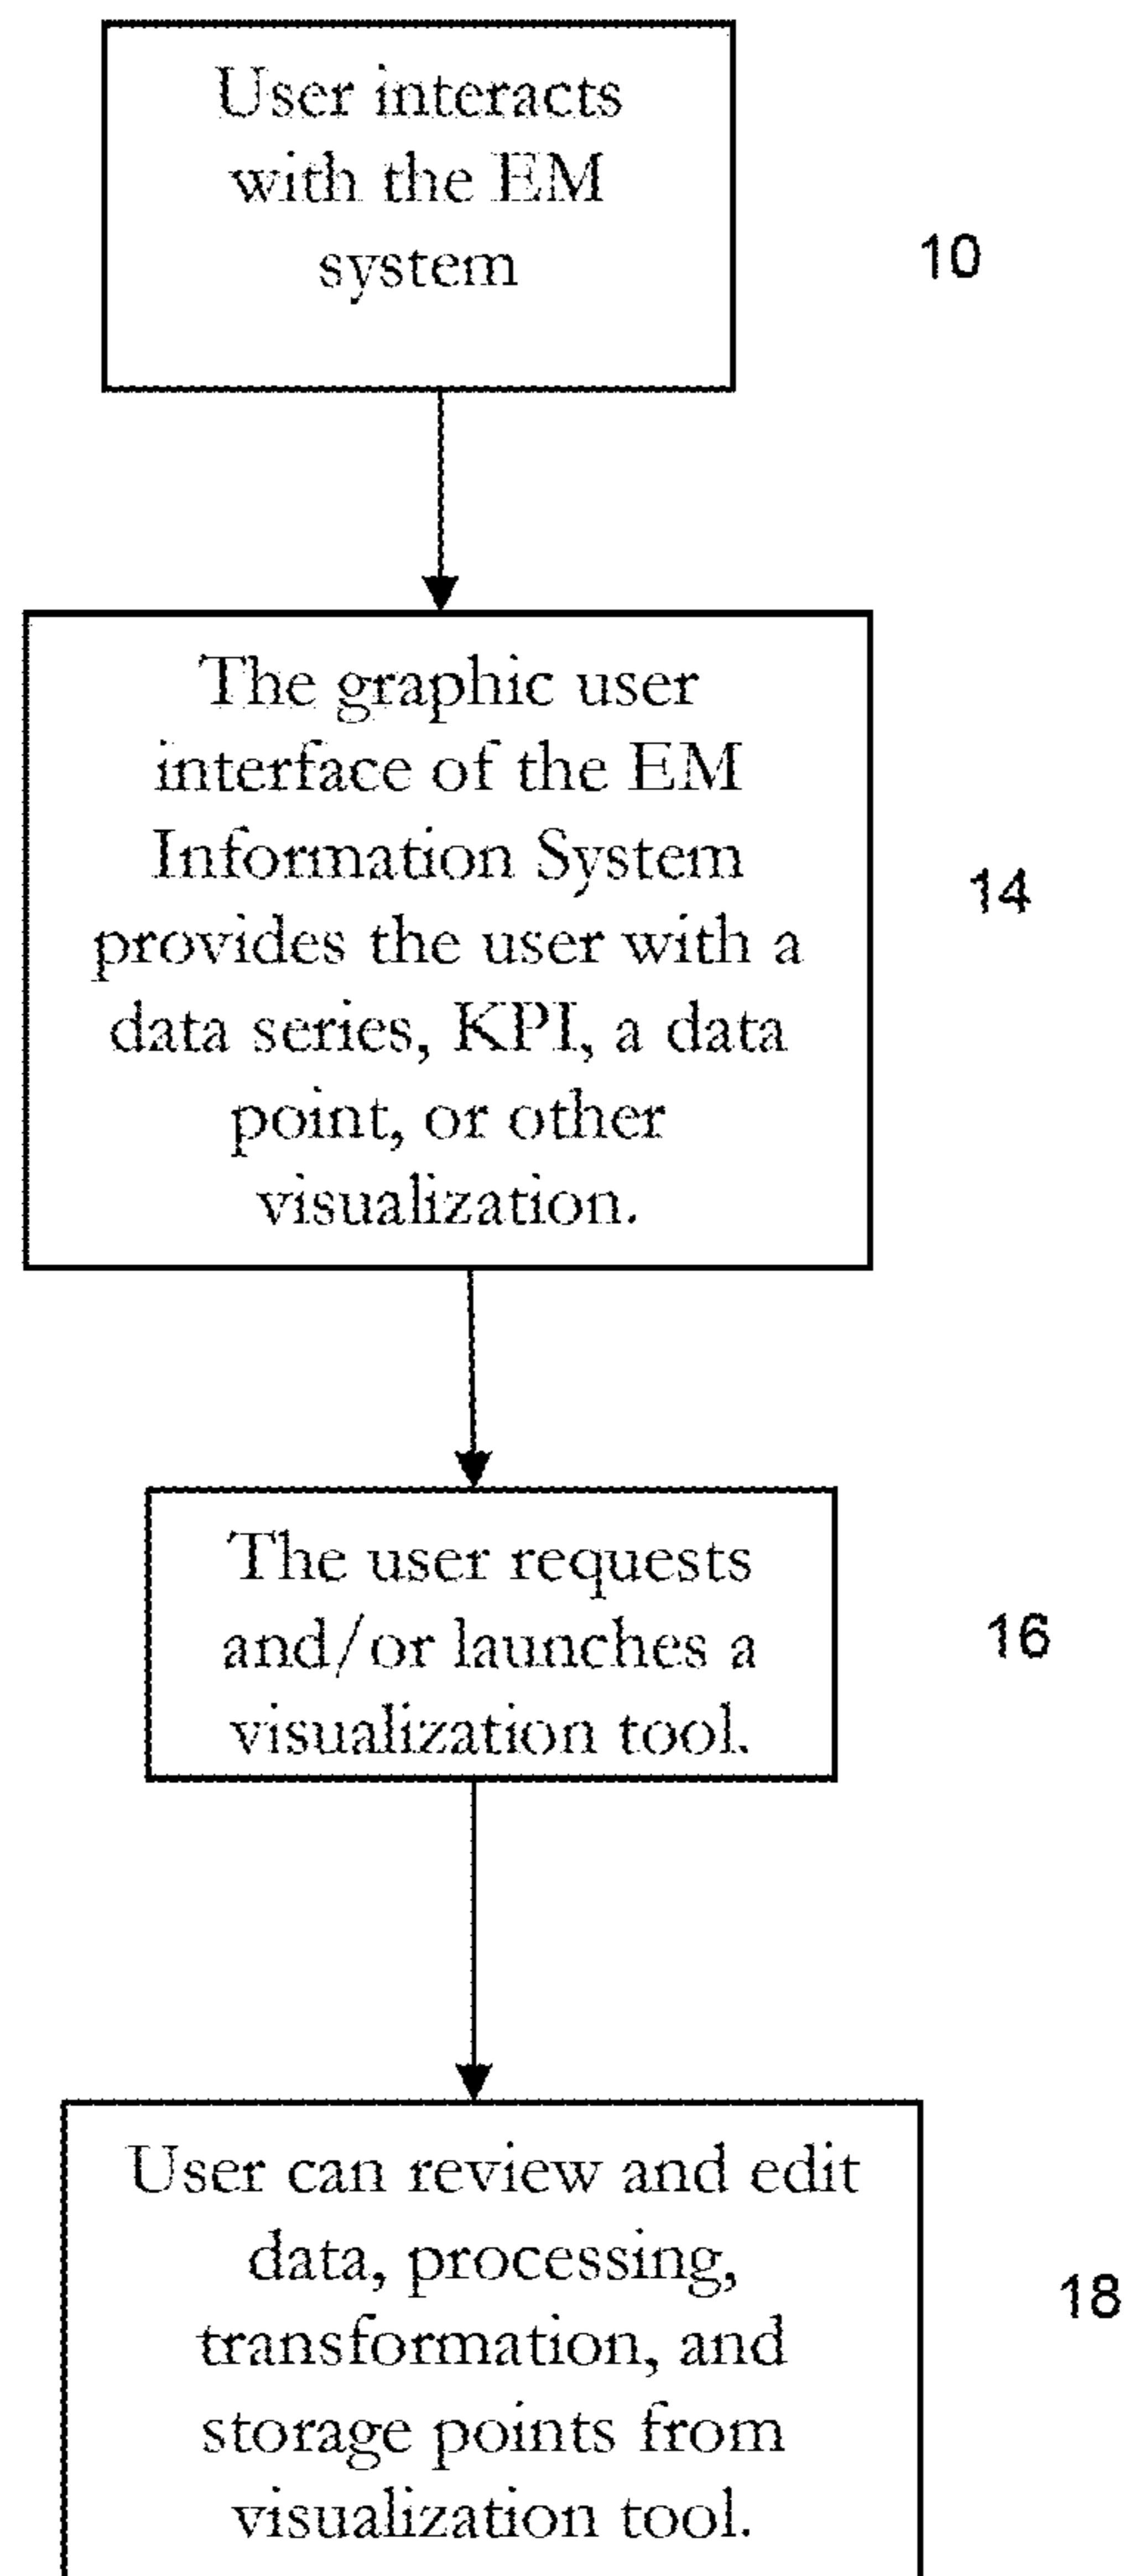 User interacts
with the EM
system
10
The graphic user
interface of the EM
Information System
provides the user with a
data series, KPI, a data
point, or other
visualization.
14
The user requests
and/or launches a
visualization tool.
16
User can review and edit
data, processing,
transformation, and
storage points from
visualization tool.
18